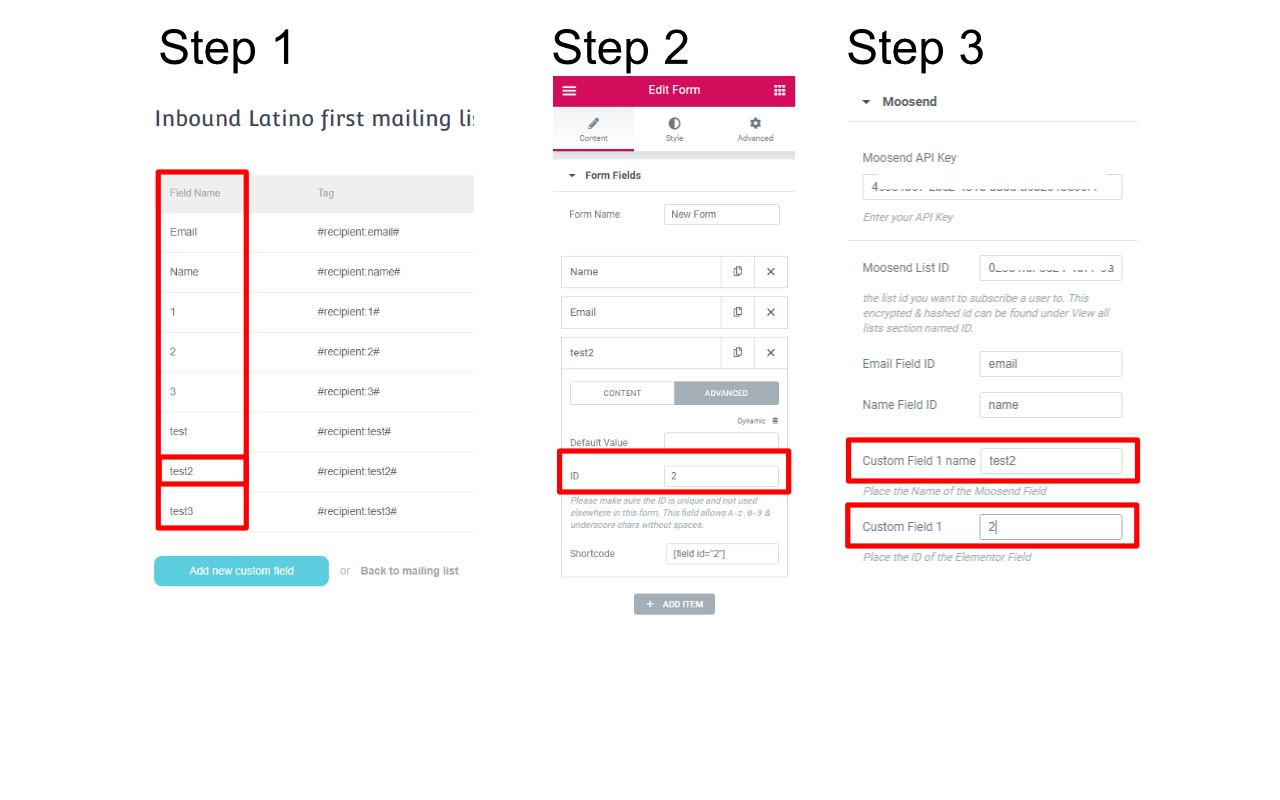 Step 1
Inbound Latino first mailing
Field Name Tag
Email #recipient:email#
Name #recipient:name#
1 #recipient:1#
2 #recipient:2#
3 #recipient:3#
test #recipient:test#
test2 #recipient:test2#
test3 #recipient:test3#
Add new custom field or Back to mailing list
Step 2
Edit Form
Content Style Advanced
Form Fields
Form Name New Form
Name
Email
test2
CONTENT ADVANCED
Dynamic
Default Value
ID 2
Please make sure the ID is unique and not used
elsewhere in this form. This field allows A-z 0-9 &
underscore chars without spaces.
Shortcode [field id="2"]
+ ADD ITEM
Step 3
Moosend
Moosend API Key
Enter your API Key
Moosend List ID
the list id you want to subscribe a user to. This
encrypted & hashed id can be found under View all
lists section named ID.
Email Field ID email
Name Field ID name
Custom Field 1 name test2
Place the Name of the Moosend Field
Custom Field 1 2
Place the ID of the Elementor Field